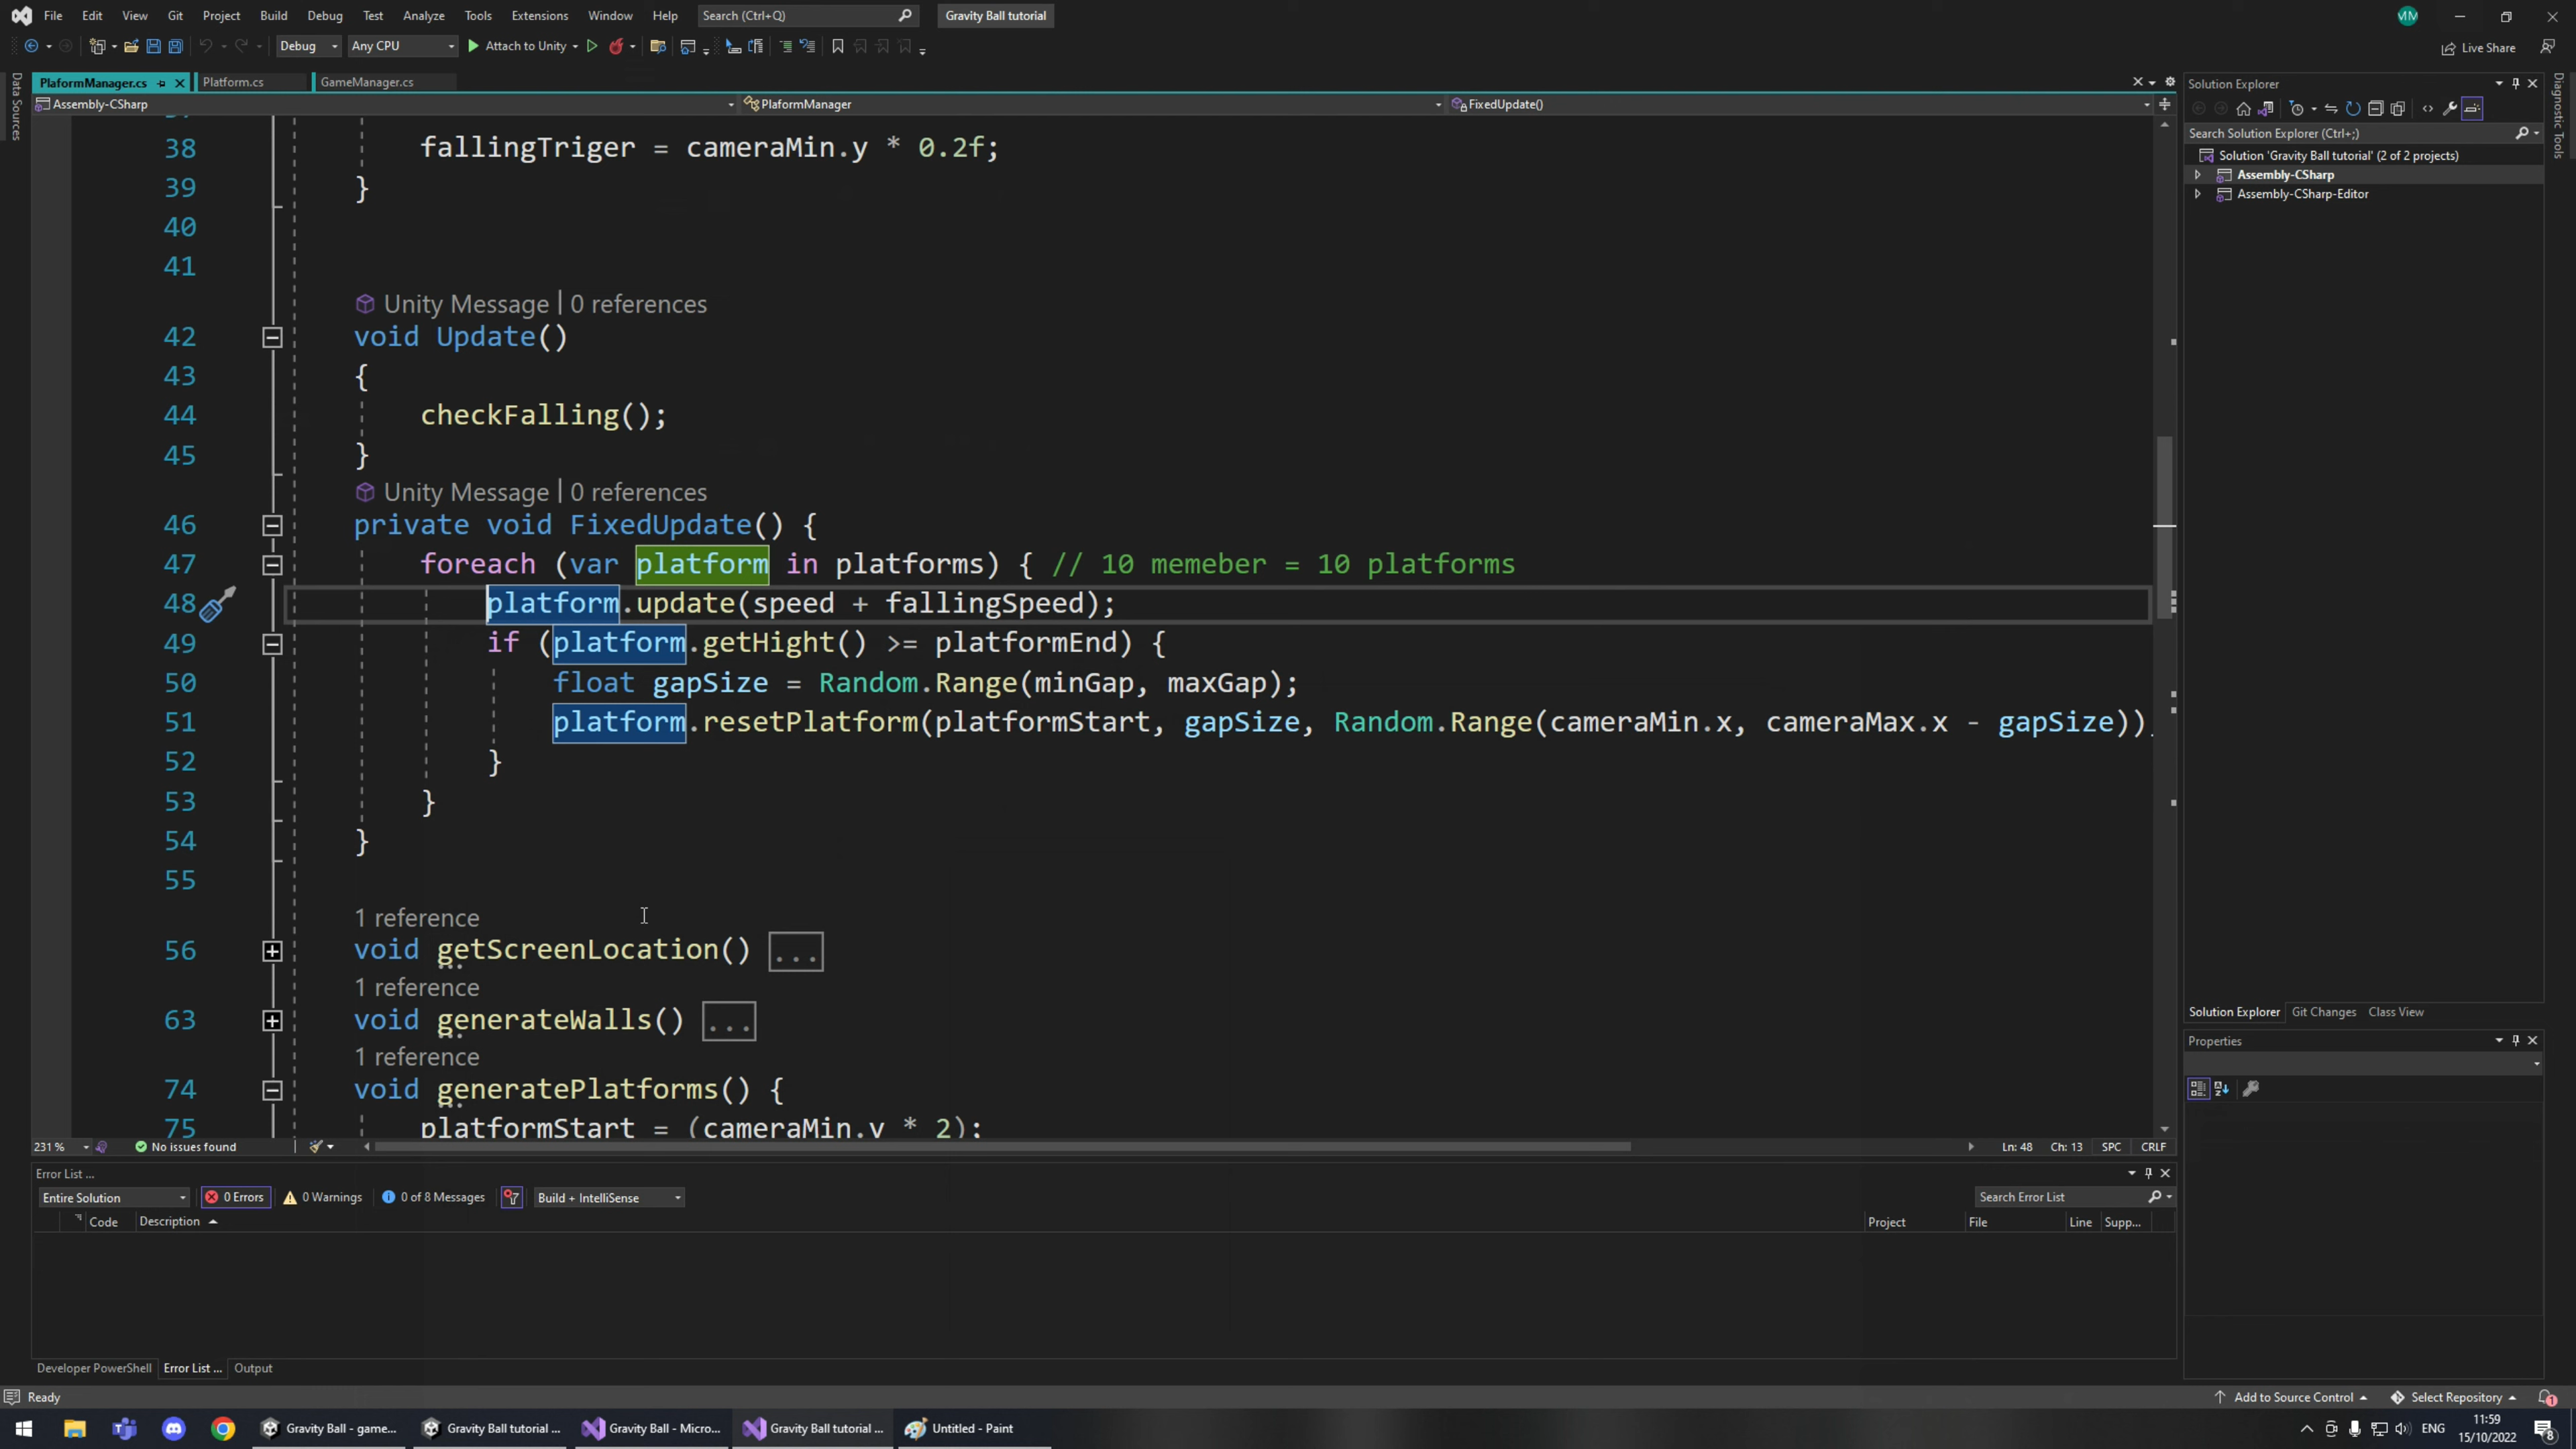 File Edit View Git Project Build Debug Test Analyze Tools Extensions Window Help Search (Ctrl+Q) Gravity Ball tutorial MM
Debug Any CPU Attach to Unity Live Share
PlaformManager.cs Platform.cs GameManager.cs
Assembly-CSharp PlaformManager FixedUpdate()
Data Sources
Diagnostic Tools
38 fallingTriger = cameraMin.y * 0.2f;
39 }
40
41
Unity Message | 0 references
42 void Update()
43 {
44 checkFalling();
45 }
Unity Message | 0 references
46 private void FixedUpdate() {
47 foreach (var platform in platforms) { // 10 memeber = 10 platforms
48 platform.update(speed + fallingSpeed);
49 if (platform.getHight() >= platformEnd) {
50 float gapSize = Random.Range(minGap, maxGap);
51 platform.resetPlatform(platformStart, gapSize, Random.Range(cameraMin.x, cameraMax.x - gapSize))
52 }
53 }
54 }
55
1 reference
56 void getScreenLocation() ...
1 reference
63 void generateWalls() ...
1 reference
74 void generatePlatforms() {
75 platformStart = (cameraMin.y * 2);
231 % No issues found Ln: 48 Ch: 13 SPC CRLF
Solution Explorer
Search Solution Explorer (Ctrl+;)
Solution 'Gravity Ball tutorial' (2 of 2 projects)
Assembly-CSharp
Assembly-CSharp-Editor
Solution Explorer Git Changes Class View
Properties
Error List ...
Entire Solution 0 Errors 0 Warnings 0 of 8 Messages Build + IntelliSense Search Error List
Code Description Project File Line Supp...
Developer PowerShell Error List ... Output
Ready Add to Source Control Select Repository 1
Gravity Ball - game... Gravity Ball tutorial ... Gravity Ball - Micro... Gravity Ball tutorial ... Untitled - Paint ENG 11:59
15/10/2022 8